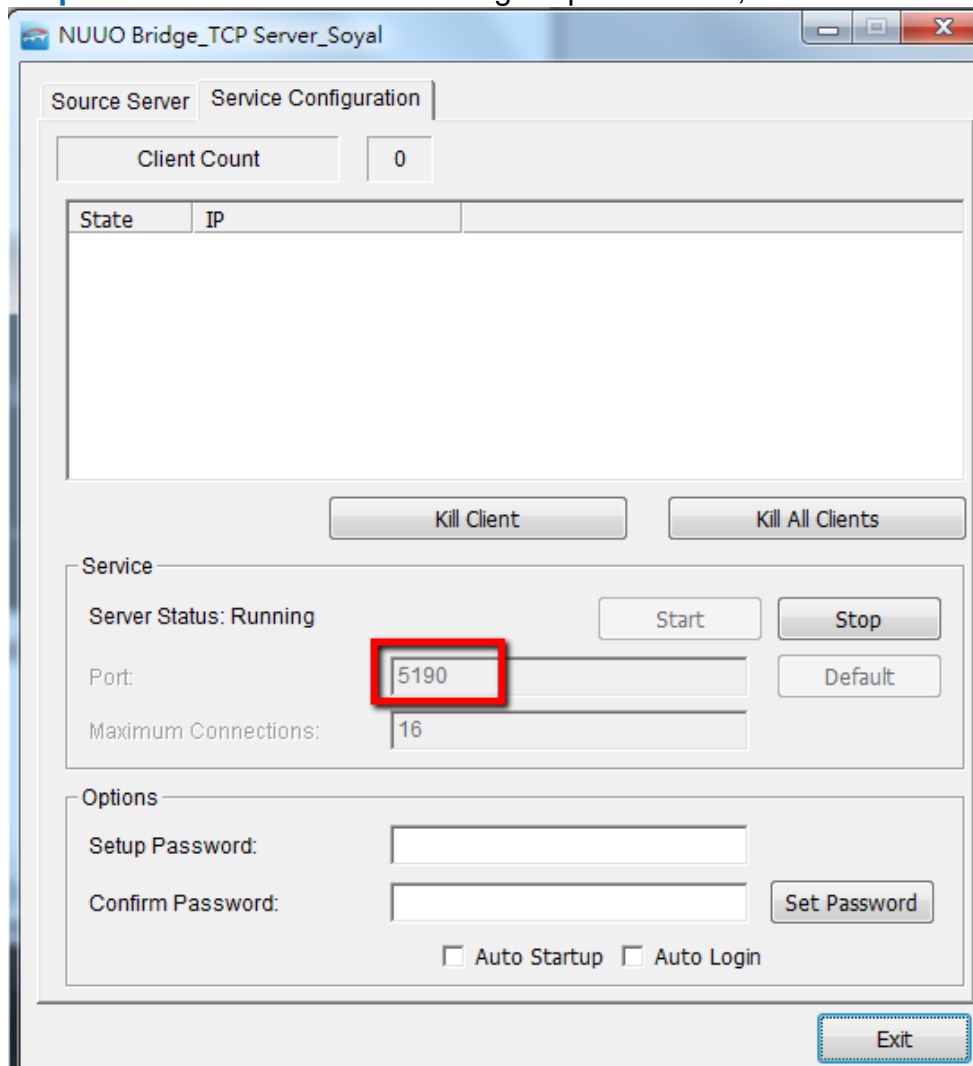 NUUO Bridge_TCP Server_Soyal
Source Server Service Configuration
Client Count 0
State IP
Kill Client Kill All Clients
Service
Server Status: Running Start Stop
Port: 5190 Default
Maximum Connections: 16
Options
Setup Password:
Confirm Password: Set Password
Auto Startup Auto Login
Exit